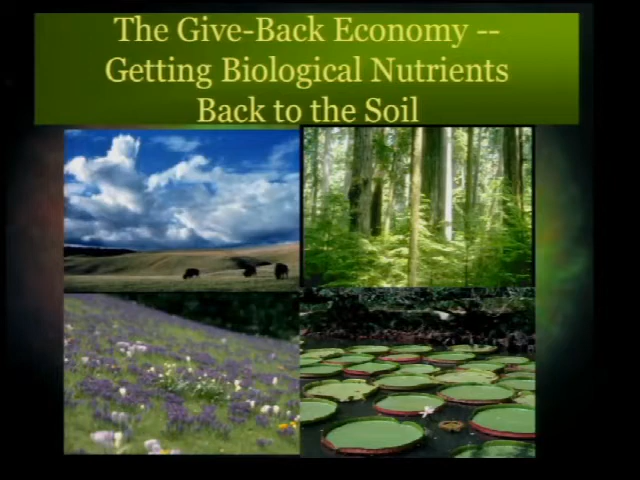 The Give-Back Economy --
Getting Biological Nutrients
Back to the Soil